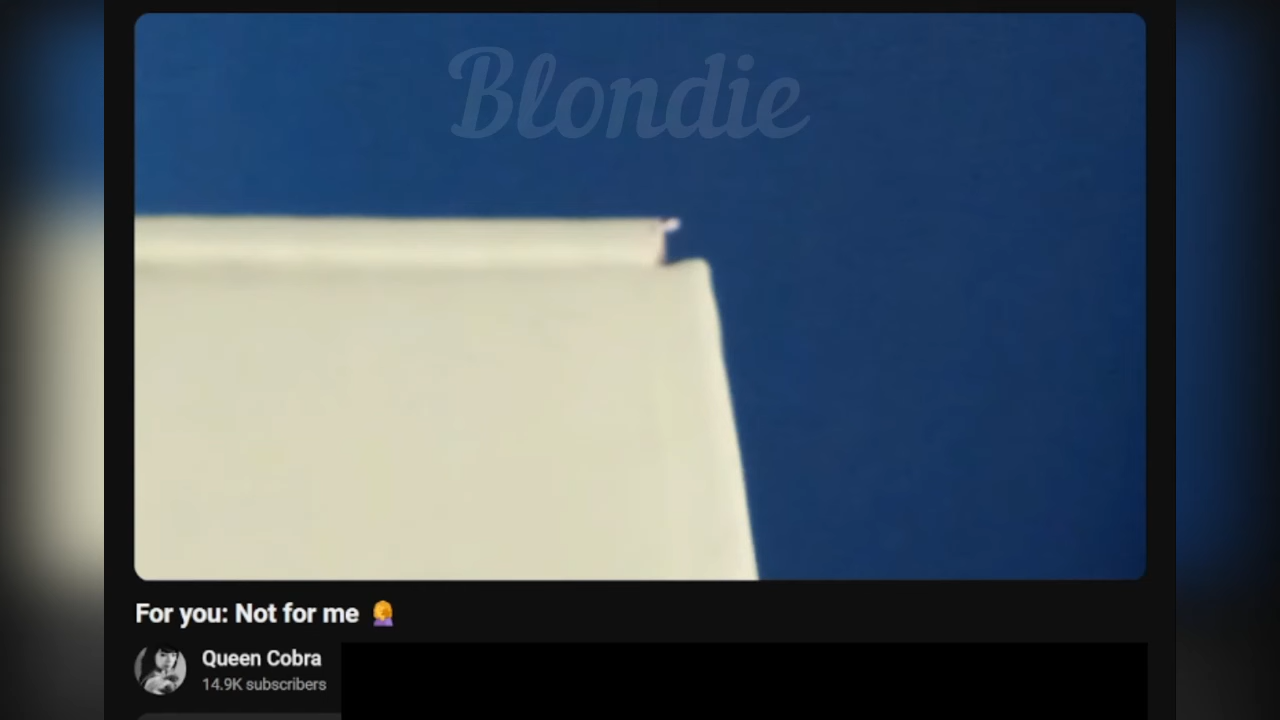 Blondie
For you: Not for me 🤦‍♀️
Queen Cobra
14.9K subscribers